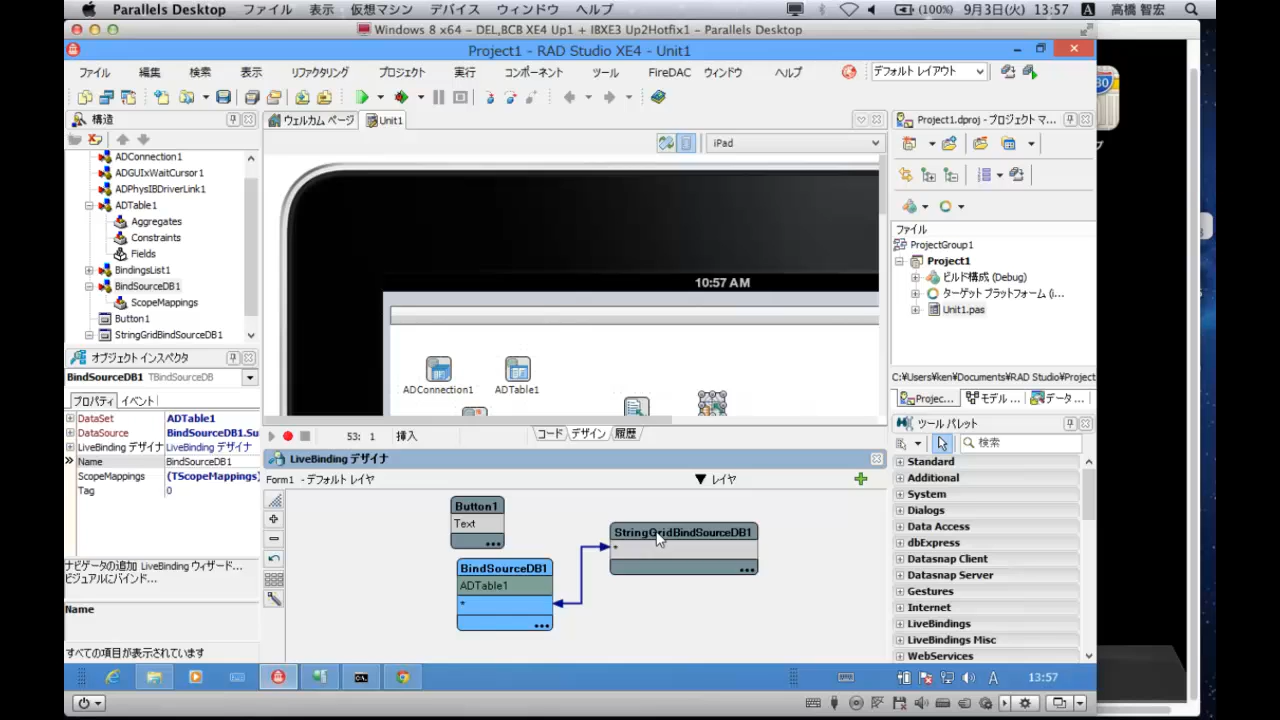 Parallels Desktop ファイル 表示 仮想マシン デバイス ウィンドウ ヘルプ (100%) 9月3日(火) 13:57 A 高橋 智宏
Windows 8 x64 – DEL,BCB XE4 Up1 + IBXE3 Up2Hotfix1 - Parallels Desktop
Project1 - RAD Studio XE4 - Unit1
ファイル 編集 検索 表示 リファクタリング プロジェクト 実行 コンポーネント ツール FireDAC ウィンドウ ヘルプ デフォルト レイアウト
構造
ウェルカム ページ Unit1
Project1.dproj - プロジェクト マ...
ADConnection1
ADGUIxWaitCursor1
ADPhysIBDriverLink1
ADTable1
Aggregates
Constraints
Fields
BindingsList1
BindSourceDB1
ScopeMappings
Button1
StringGridBindSourceDB1
iPad
10:57 AM
ADConnection1 ADTable1
ファイル
ProjectGroup1
Project1
ビルド構成 (Debug)
ターゲット プラットフォーム (i...
Unit1.pas
C:¥Users¥ken¥Documents¥RAD Studio¥Project
Projec... モデル ... データ...
オブジェクト インスペクタ
BindSourceDB1 TBindSourceDB
プロパティ イベント
DataSet ADTable1
DataSource BindSourceDB1.Su
LiveBinding デザイナ LiveBinding デザイナ
Name BindSourceDB1
ScopeMappings (TScopeMappings)
Tag 0
ナビゲータの追加 LiveBinding ウィザード...
ビジュアルにバインド...
Name
すべての項目が表示されています
53: 1 挿入 コード デザイン 履歴
LiveBinding デザイナ
Form1 - デフォルト レイヤ レイヤ
Button1
Text
BindSourceDB1
ADTable1
*
StringGridBindSourceDB1
*
ツール パレット
検索
Standard
Additional
System
Dialogs
Data Access
dbExpress
Datasnap Client
Datasnap Server
Gestures
Internet
LiveBindings
LiveBindings Misc
WebServices
A 13:57